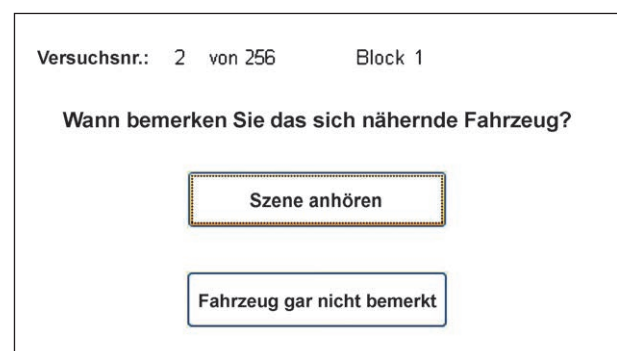 Versuchsnr.: 2 von 256 Block 1
Wann bemerken Sie das sich nähernde Fahrzeug?
Szene anhören
Fahrzeug gar nicht bemerkt